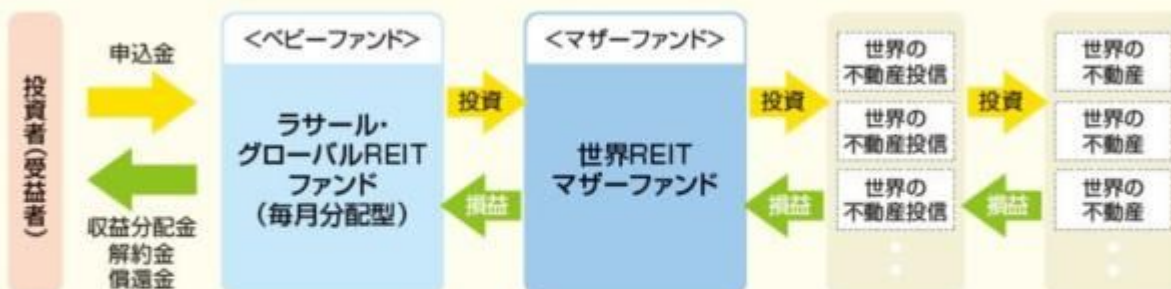 投資者(受益者)
申込金
収益分配金
解約金
償還金
<ベビーファンド>
ラサール・
グローバルREIT
ファンド
(毎月分配型)
投資
損益
<マザーファンド>
世界REIT
マザーファンド
投資
損益
世界の
不動産投信
世界の
不動産投信
世界の
不動産投信
投資
損益
世界の
不動産
世界の
不動産
世界の
不動産